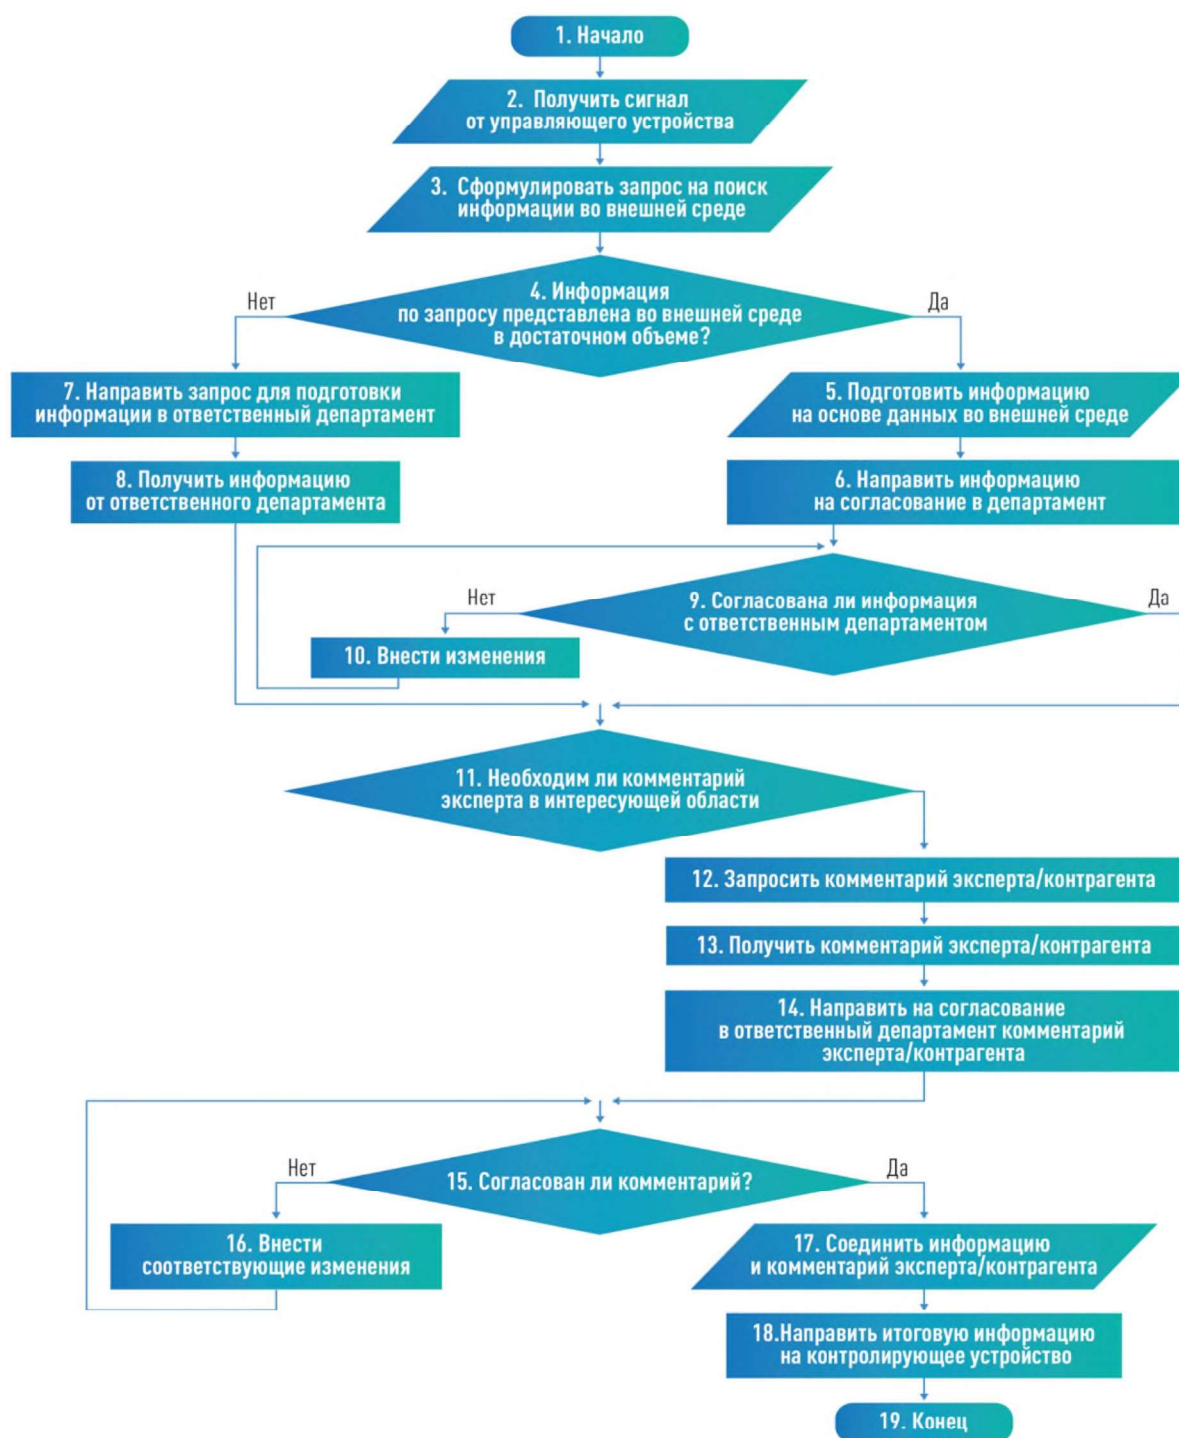 1. Начало
2. Получить сигнал
от управляющего устройства
3. Сформулировать запрос на поиск
информации во внешней среде
4. Информация
по запросу представлена во внешней среде
в достаточном объеме?
Нет
Да
7. Направить запрос для подготовки
информации в ответственный департамент
5. Подготовить информацию
на основе данных во внешней среде
8. Получить информацию
от ответственного департамента
6. Направить информацию
на согласование в департамент
Нет
9. Согласована ли информация
с ответственным департаментом
Да
10. Внести изменения
11. Необходим ли комментарий
эксперта в интересующей области
12. Запросить комментарий эксперта/контрагента
13. Получить комментарий эксперта/контрагента
14. Направить на согласование
в ответственный департамент комментарий
эксперта/контрагента
Нет
15. Согласован ли комментарий?
Да
16. Внести
соответствующие изменения
17. Соединить информацию
и комментарий эксперта/контрагента
18.Направить итоговую информацию
на контролирующее устройство
19. Конец